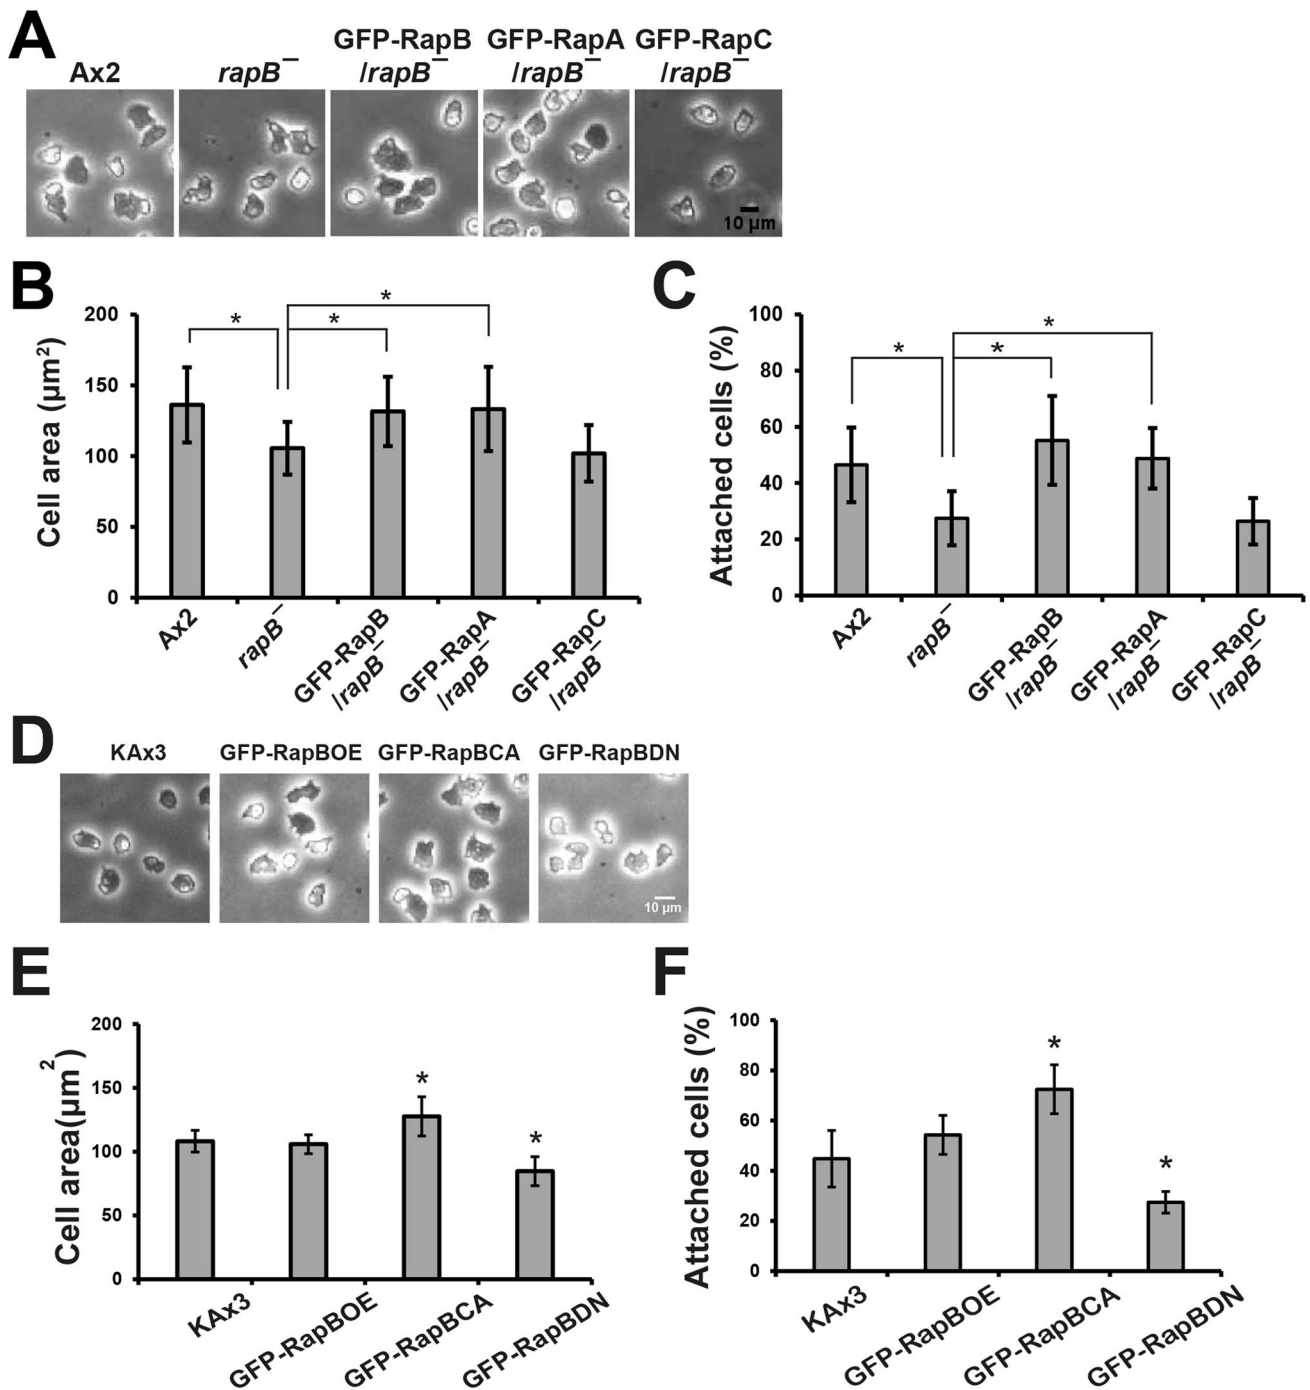 A
Ax2
rapB–
GFP-RapB
/rapB–
GFP-RapA
/rapB–
GFP-RapC
/rapB–
10 µm
B
Cell area (µm²)
200
150
100
50
0
*
*
*
Ax2
rapB–
GFP-RapB
/rapB–
GFP-RapA
/rapB–
GFP-RapC
/rapB–
C
Attached cells (%)
100
80
60
40
20
0
*
*
*
Ax2
rapB–
GFP-RapB
/rapB–
GFP-RapA
/rapB–
GFP-RapC
/rapB–
D
KAx3
GFP-RapBOE
GFP-RapBCA
GFP-RapBDN
10 µm
E
Cell area(µm²)
200
150
100
50
0
*
*
KAx3
GFP-RapBOE
GFP-RapBCA
GFP-RapBDN
F
Attached cells (%)
100
80
60
40
20
0
*
*
KAx3
GFP-RapBOE
GFP-RapBCA
GFP-RapBDN